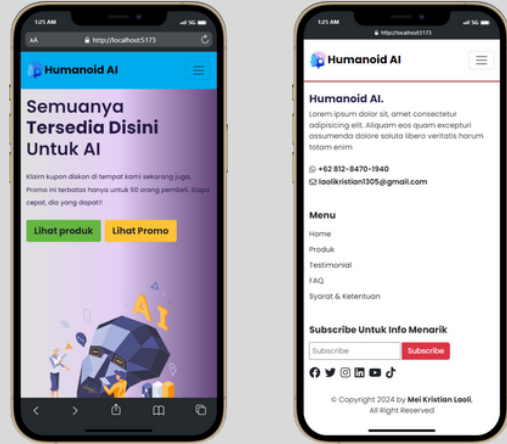 1:25 AM
5G
AA
http://localhost:5173
Humanoid AI
Semuanya
Tersedia Disini
Untuk AI
Klaim kupon diskon di tempat kami sekarang juga.
Promo ini terbatas hanya untuk 50 orang pembeli. Siapa
cepat, dia yang dapat!!
Lihat produk
Lihat Promo
AI
1:25 AM
5G
http://localhost:5173
Humanoid AI
Humanoid AI.
Lorem ipsum dolor sit, amet consectetur
adipisicing elit. Aliquam eos quam excepturi
assumenda dolore soluta libero veritatis harum
totam enim
+62 812-8470-1940
laolikristian1305@gmail.com
Menu
Home
Produk
Testimonial
FAQ
Syarat & Ketentuan
Subscribe Untuk Info Menarik
Subscribe
Subscribe
© Copyright 2024 by Mei Kristian Laoli,
All Right Reserved